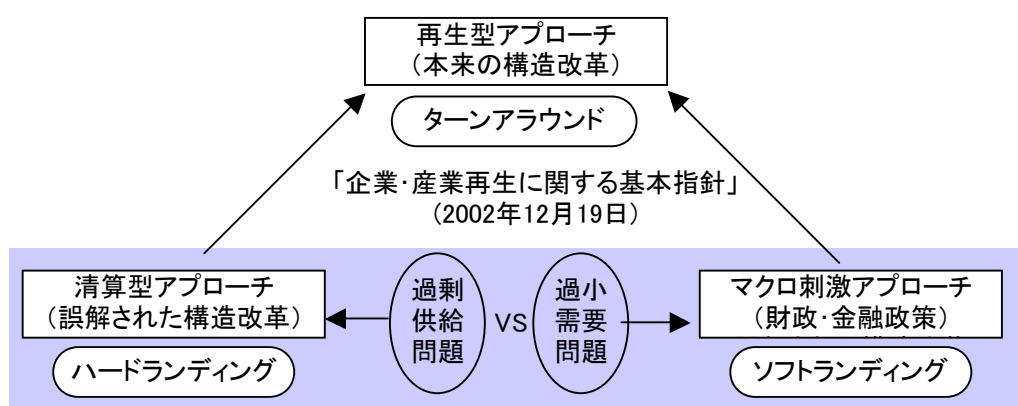 再生型アプローチ
（本来の構造改革）
ターンアラウンド
「企業・産業再生に関する基本指針」
（2002年12月19日）
清算型アプローチ
（誤解された構造改革）
ハードランディング
過剰
供給
問題
VS
過小
需要
問題
マクロ刺激アプローチ
（財政・金融政策）
ソフトランディング